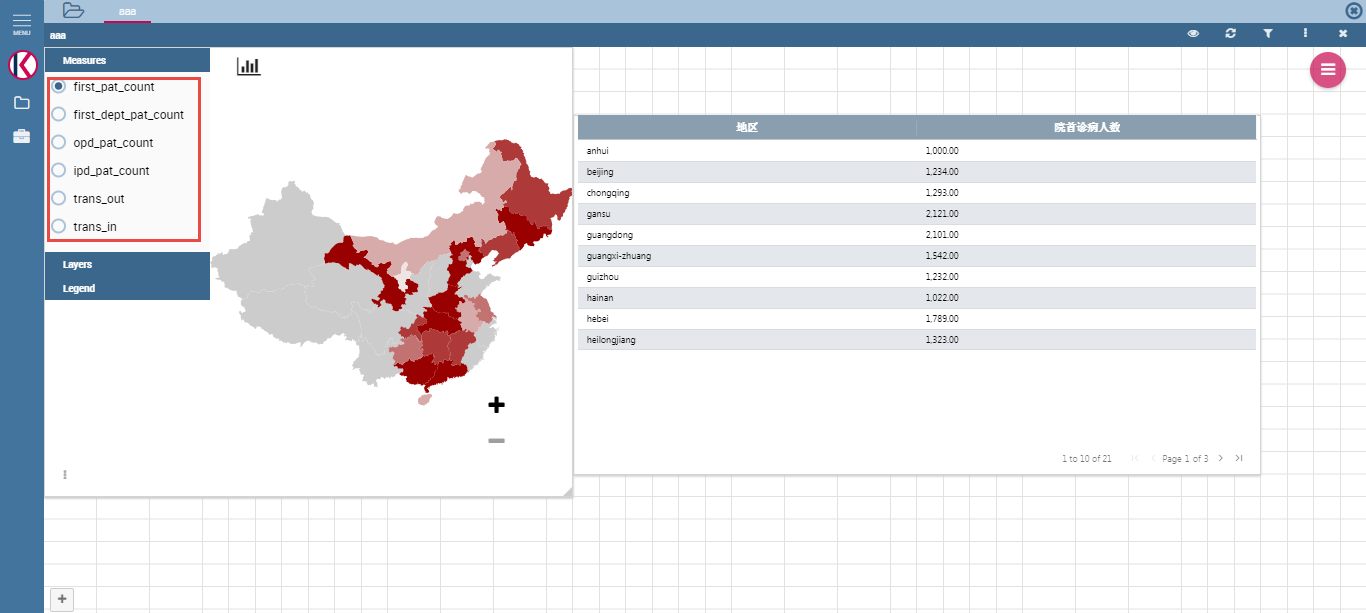 aaa
MENU
aaa
Measures
first_pat_count
first_dept_pat_count
opd_pat_count
ipd_pat_count
trans_out
trans_in
Layers
Legend
地区 院首诊病人数
anhui 1,000.00
beijing 1,234.00
chongqing 1,293.00
gansu 2,121.00
guangdong 2,101.00
guangxi-zhuang 1,542.00
guizhou 1,232.00
hainan 1,022.00
hebei 1,789.00
heilongjiang 1,323.00
1 to 10 of 21 Page 1 of 3